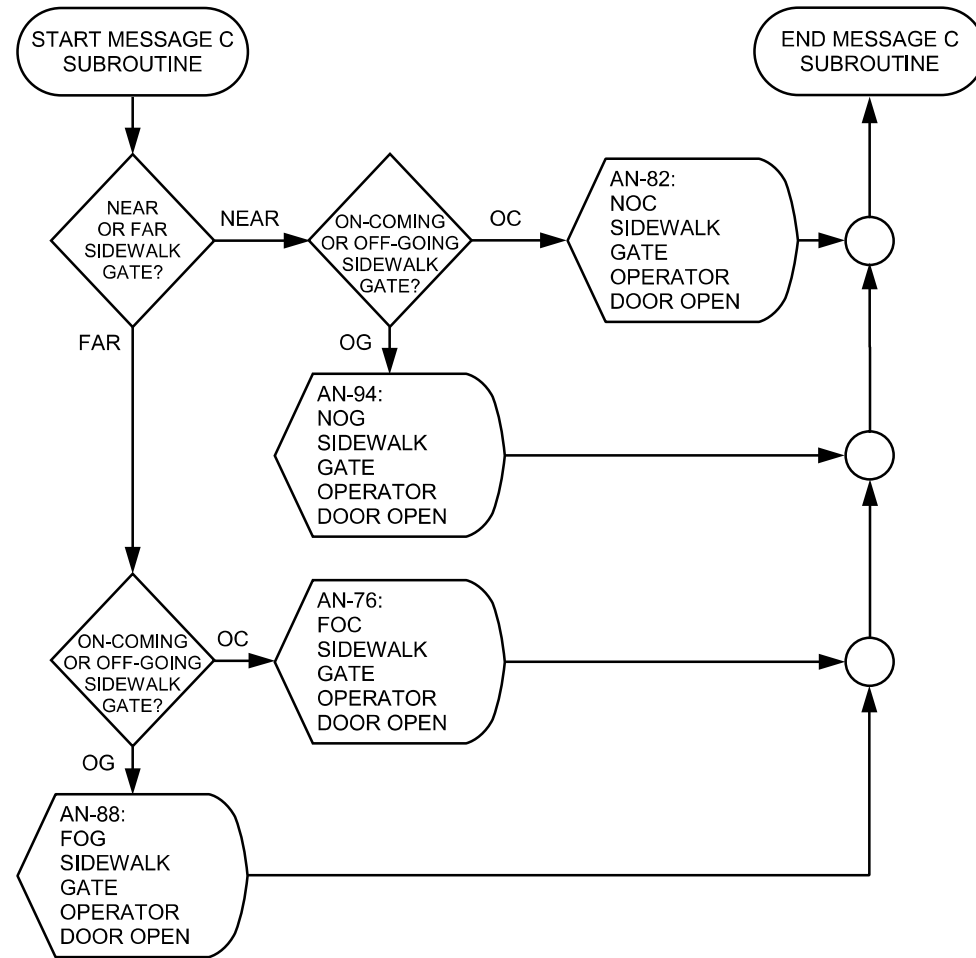 START MESSAGE C
SUBROUTINE
END MESSAGE C
SUBROUTINE
NEAR
OR FAR
SIDEWALK
GATE?
NEAR
ON-COMING
OR OFF-GOING
SIDEWALK
GATE?
OC
AN-82:
NOC
SIDEWALK
GATE
OPERATOR
DOOR OPEN
FAR
OG
AN-94:
NOG
SIDEWALK
GATE
OPERATOR
DOOR OPEN
ON-COMING
OR OFF-GOING
SIDEWALK
GATE?
OC
AN-76:
FOC
SIDEWALK
GATE
OPERATOR
DOOR OPEN
OG
AN-88:
FOG
SIDEWALK
GATE
OPERATOR
DOOR OPEN